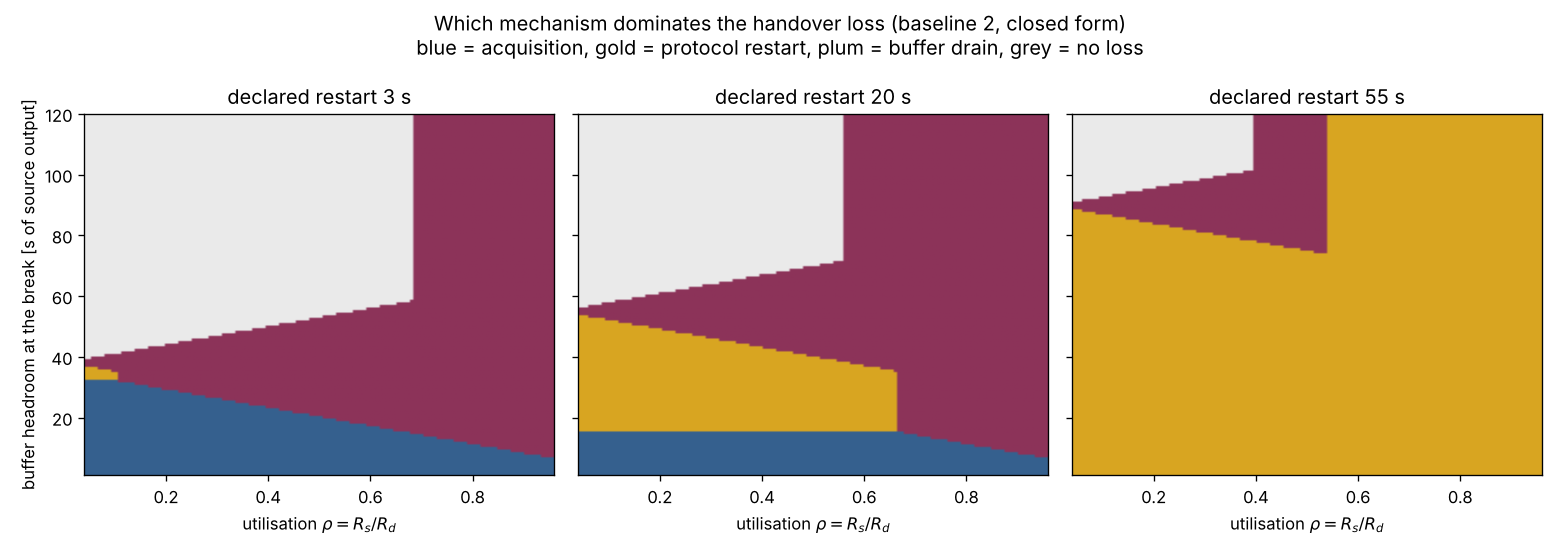 Which mechanism dominates the handover loss (baseline 2, closed form)
blue = acquisition, gold = protocol restart, plum = buffer drain, grey = no loss
declared restart 3 s
declared restart 20 s
declared restart 55 s
buffer headroom at the break [s of source output]
120
100
80
60
40
20
0.2 0.4 0.6 0.8
0.2 0.4 0.6 0.8
0.2 0.4 0.6 0.8
utilisation ρ = R_s/R_d
utilisation ρ = R_s/R_d
utilisation ρ = R_s/R_d